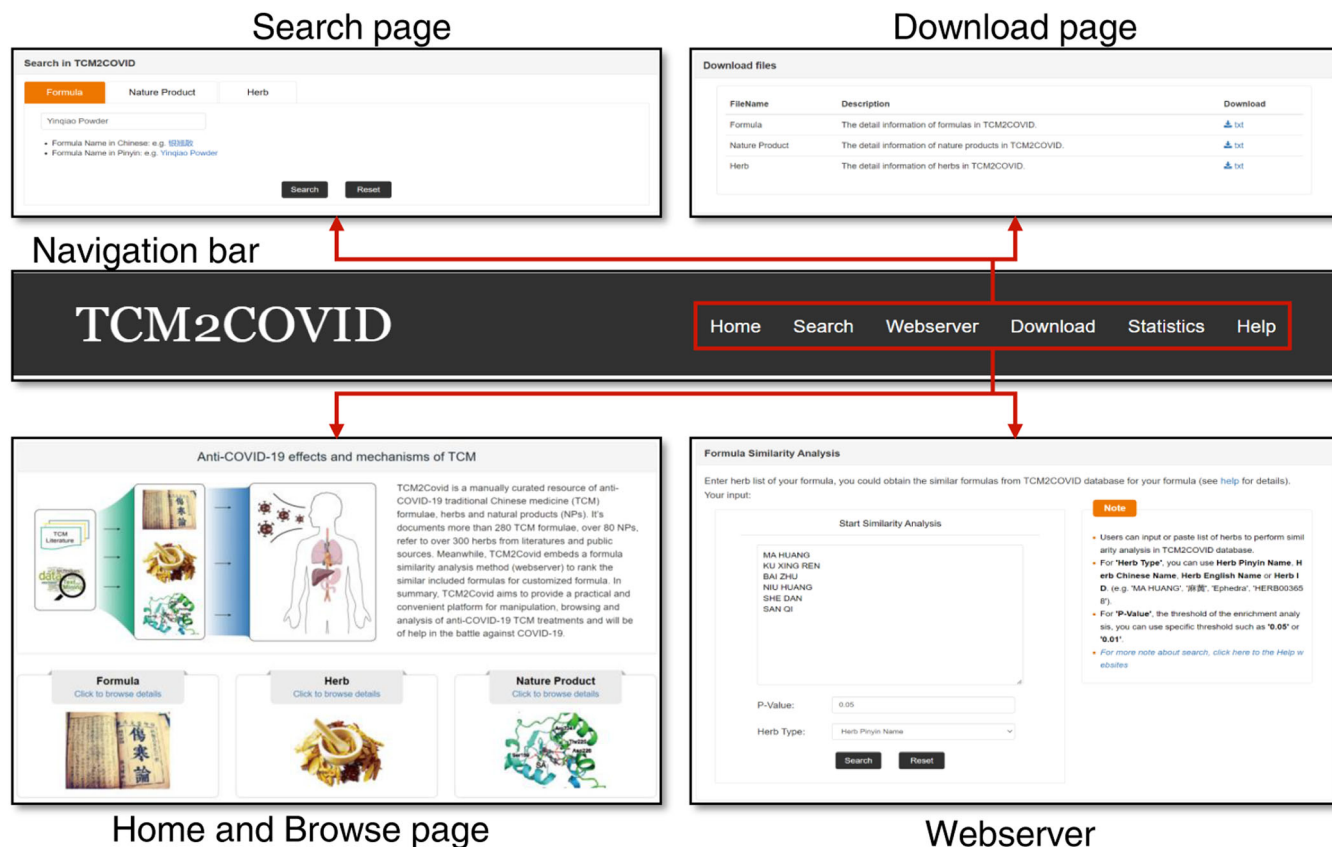 Search page
Search in TCM2COVID
Formula Nature Product Herb
Yinqiao Powder
• Formula Name in Chinese: e.g. 银翘散
• Formula Name in Pinyin: e.g. Yinqiao Powder
Search Reset
Download page
Download files
FileName Description Download
Formula The detail information of formulas in TCM2COVID. txt
Nature Product The detail information of nature products in TCM2COVID. txt
Herb The detail information of herbs in TCM2COVID. txt
Navigation bar
TCM2COVID
Home Search Webserver Download Statistics Help
Anti-COVID-19 effects and mechanisms of TCM
TCM
Literature
data
Text Mining
傷寒論
TCM2Covid is a manually curated resource of anti-
COVID-19 traditional Chinese medicine (TCM)
formulae, herbs and natural products (NPs). It's
documents more than 280 TCM formulae, over 80 NPs,
refer to over 300 herbs from literatures and public
sources. Meanwhile, TCM2Covid embeds a formula
similarity analysis method (webserver) to rank the
similar included formulas for customized formula. In
summary, TCM2Covid aims to provide a practical and
convenient platform for manipulation, browsing and
analysis of anti-COVID-19 TCM treatments and will be
of help in the battle against COVID-19.
Formula
Click to browse details
傷寒論
Herb
Click to browse details
Nature Product
Click to browse details
SA
Home and Browse page
Formula Similarity Analysis
Enter herb list of your formula, you could obtain the similar formulas from TCM2COVID database for your formula (see help for details).
Your input:
Start Similarity Analysis
MA HUANG
KU XING REN
BAI ZHU
NIU HUANG
SHE DAN
SAN QI
P-Value: 0.05
Herb Type: Herb Pinyin Name
Search Reset
Note
• Users can input or paste list of herbs to perform simil
arity analysis in TCM2COVID database.
• For 'Herb Type', you can use Herb Pinyin Name, H
erb Chinese Name, Herb English Name or Herb I
D. (e.g. 'MA HUANG', '麻黄', 'Ephedra', 'HERB00365
8').
• For 'P-Value', the threshold of the enrichment analy
sis, you can use specific threshold such as '0.05' or
'0.01'.
• For more note about search, click here to the Help w
ebsites
Webserver